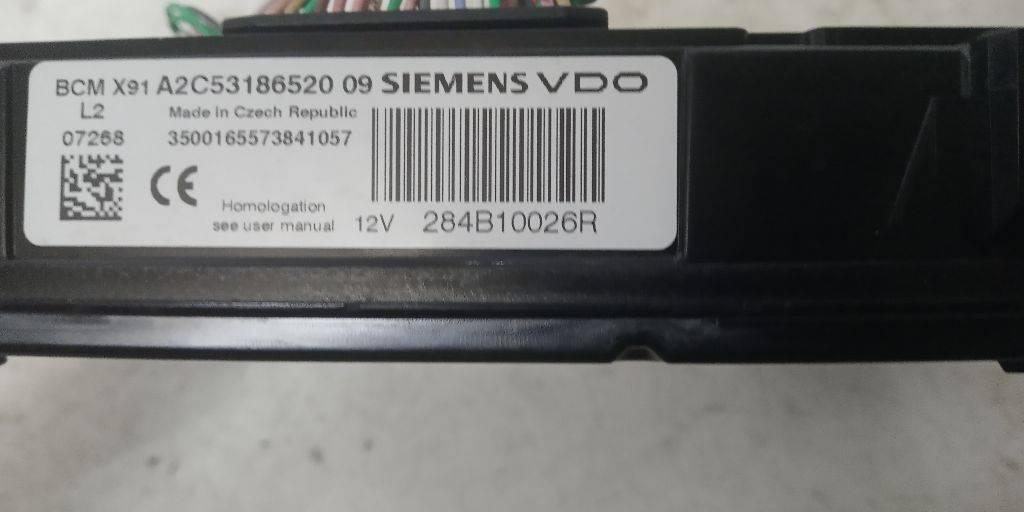 BCM X91 A2C53186520 09 SIEMENS VDO
L2 Made in Czech Republic
07268 3500165573841057
CE
Homologation
see user manual 12V 284B10026R